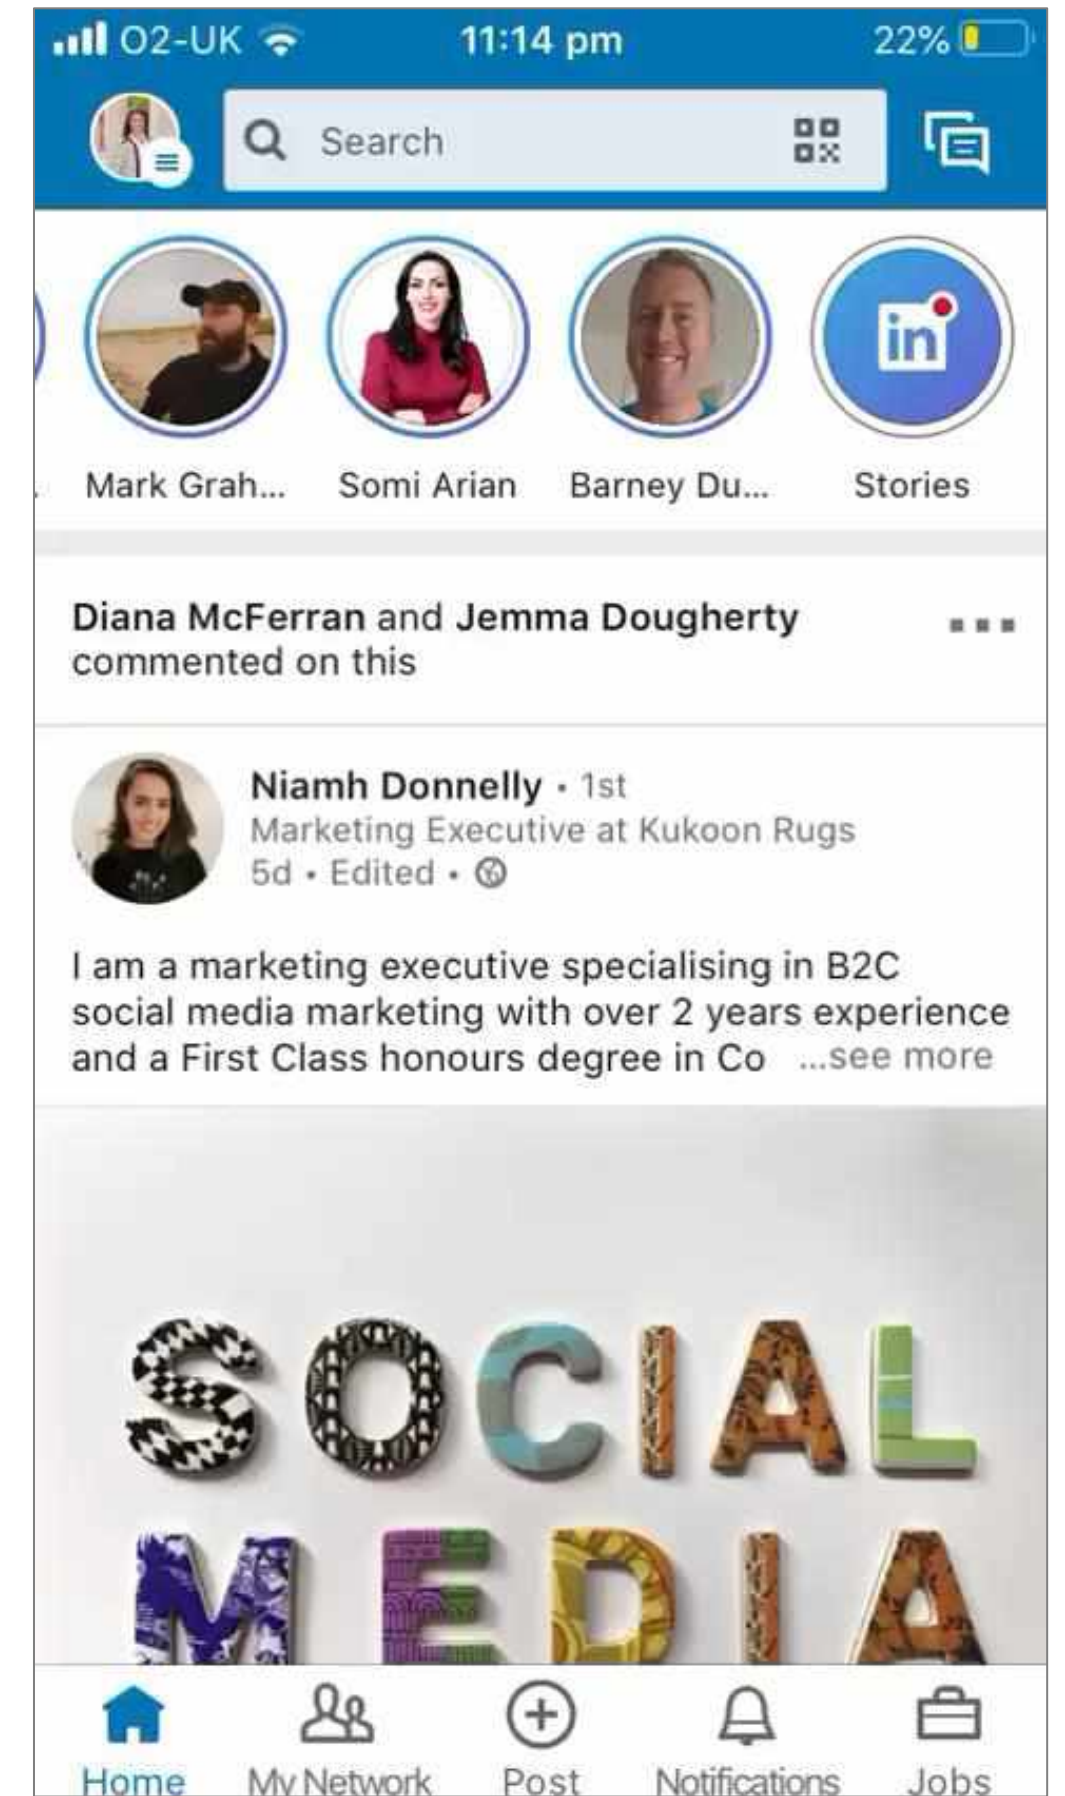 O2-UK 11:14 pm 22%
Search
in
Mark Grah... Somi Arian Barney Du... Stories
Diana McFerran and Jemma Dougherty
commented on this
Niamh Donnelly • 1st
Marketing Executive at Kukoon Rugs
5d • Edited •
I am a marketing executive specialising in B2C
social media marketing with over 2 years experience
and a First Class honours degree in Co ...see more
SOCIAL
MEDIA
Home My Network Post Notifications Jobs